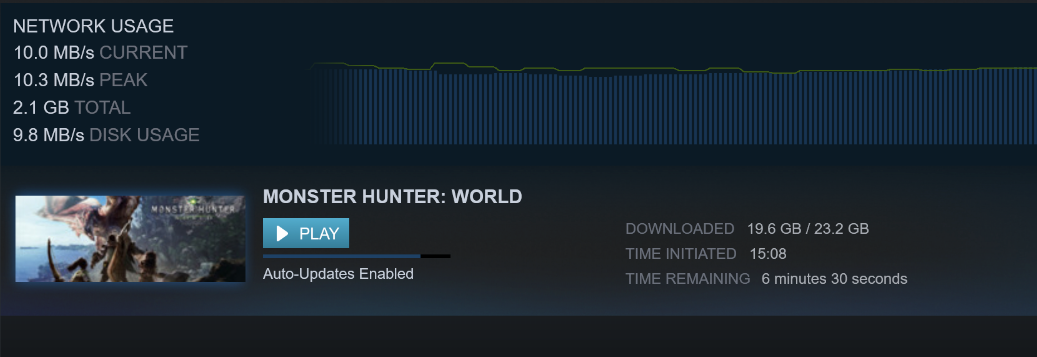 NETWORK USAGE
10.0 MB/s CURRENT
10.3 MB/s PEAK
2.1 GB TOTAL
9.8 MB/s DISK USAGE
MONSTER HUNTER
MONSTER HUNTER: WORLD
PLAY
Auto-Updates Enabled
DOWNLOADED 19.6 GB / 23.2 GB
TIME INITIATED 15:08
TIME REMAINING 6 minutes 30 seconds